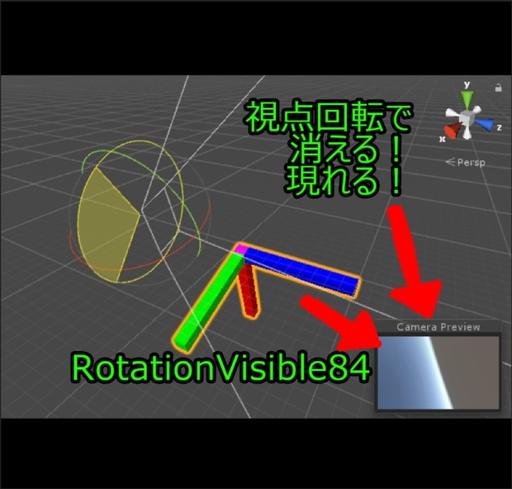 視点回転で
消える！
現れる！
y
x
z
Persp
Camera Preview
RotationVisible84